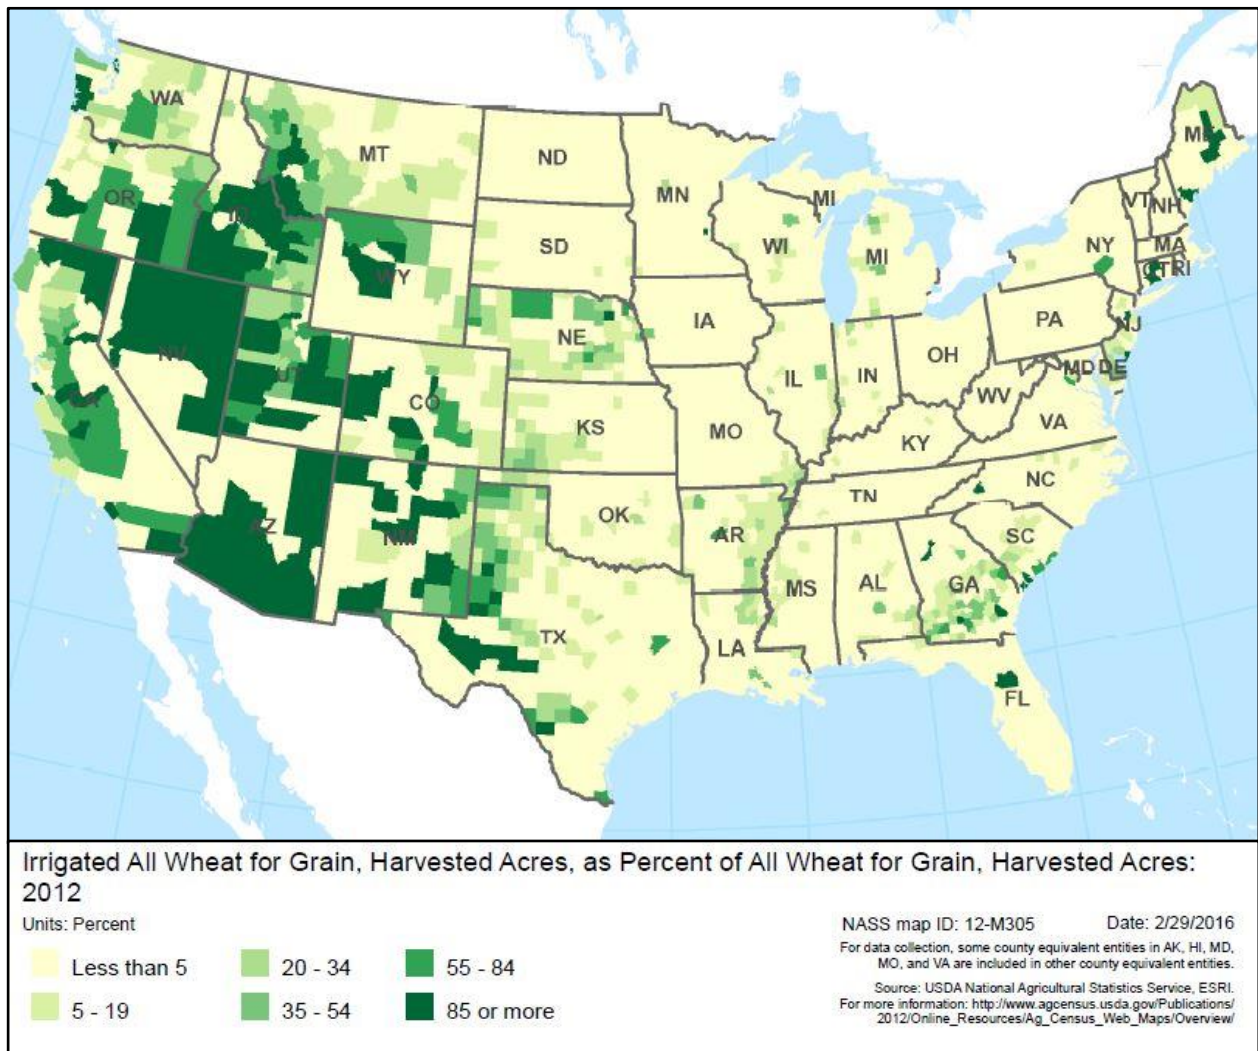 WA
MT
ND
MN
ME
OR
ID
SD
WI
MI
MI
NY
VT
NH
MA
CT
RI
WY
IA
PA
NJ
NV
UT
NE
IL
IN
OH
MD
DE
CA
CO
KS
MO
WV
VA
KY
AZ
NM
OK
AR
TN
NC
SC
TX
LA
MS
AL
GA
FL
Irrigated All Wheat for Grain, Harvested Acres, as Percent of All Wheat for Grain, Harvested Acres:
2012
Units: Percent
Less than 5
5 - 19
20 - 34
35 - 54
55 - 84
85 or more
NASS map ID: 12-M305 Date: 2/29/2016
For data collection, some county equivalent entities in AK, HI, MD,
MO, and VA are included in other county equivalent entities.
Source: USDA National Agricultural Statistics Service, ESRI.
For more information: http://www.agcensus.usda.gov/Publications/
2012/Online_Resources/Ag_Census_Web_Maps/Overview/